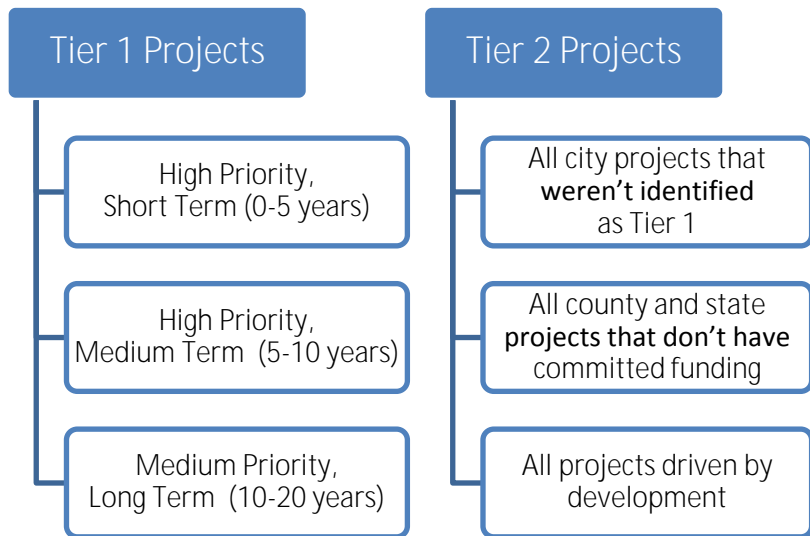 Tier 1 Projects
High Priority,
Short Term (0-5 years)
High Priority,
Medium Term (5-10 years)
Medium Priority,
Long Term (10-20 years)
Tier 2 Projects
All city projects that
weren’t identified
as Tier 1
All county and state
projects that don’t have
committed funding
All projects driven by
development